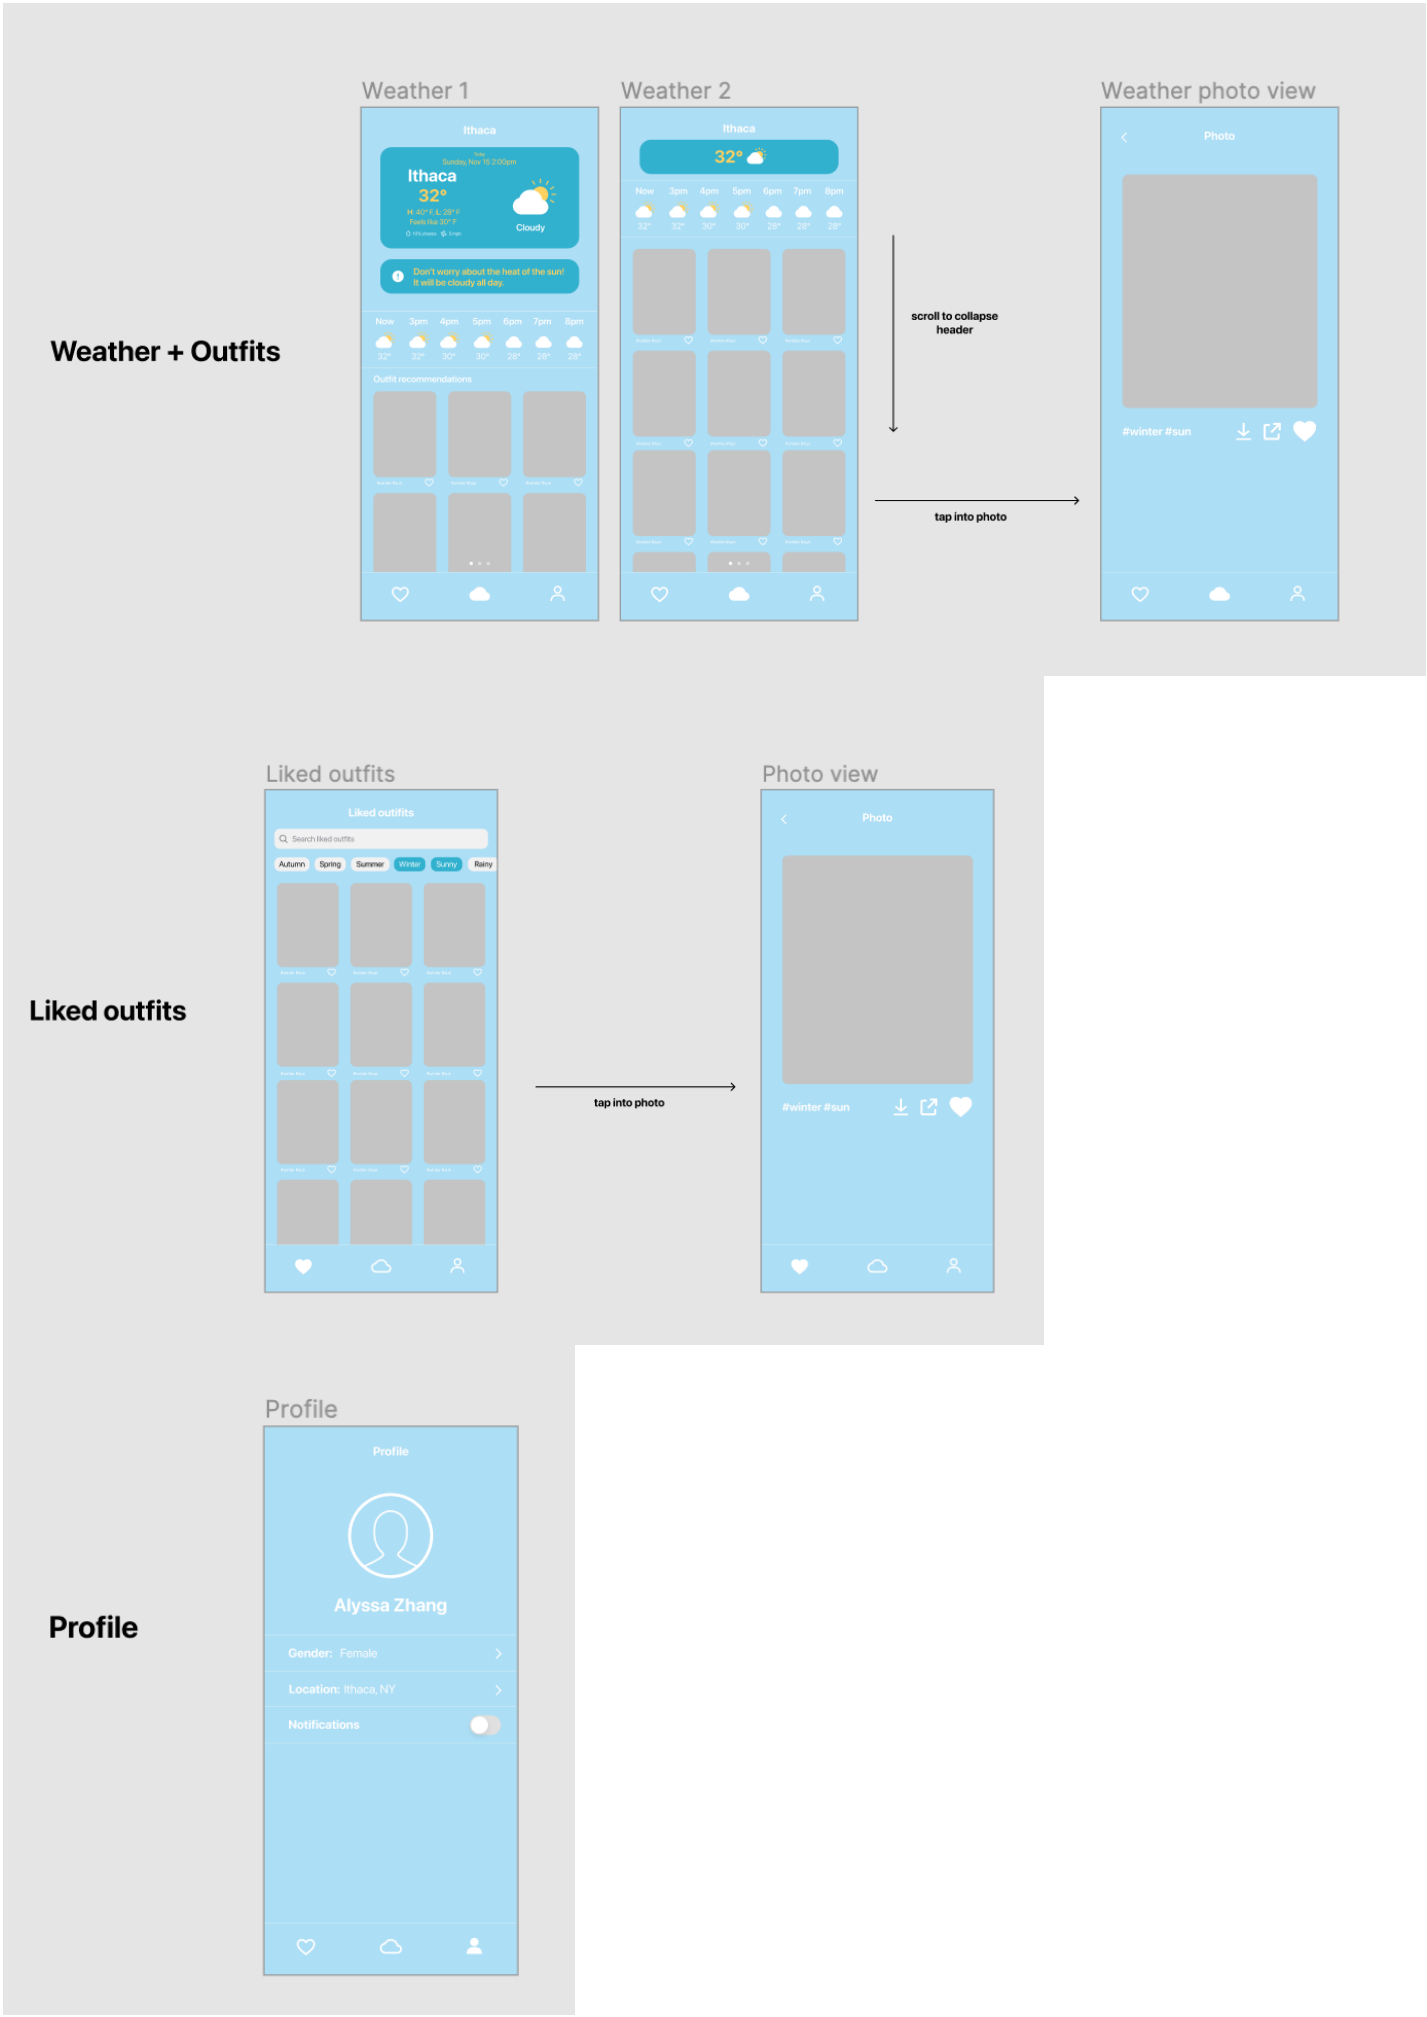 Weather + Outfits
Weather 1
Ithaca
Today
Sunday, Nov 15 2:00pm
Ithaca
32°
H: 40° F, L: 28° F
Feels like 30° F
Cloudy
Don't worry about the heat of the sun!
It will be cloudy all day.
Now 3pm 4pm 5pm 6pm 7pm 8pm
32° 32° 30° 30° 28° 28° 28°
Outfit recommendations
Weather 2
Ithaca
32°
Now 3pm 4pm 5pm 6pm 7pm 8pm
32° 32° 30° 30° 28° 28° 28°
scroll to collapse
header
tap into photo
Weather photo view
Photo
#winter #sun
Liked outfits
Liked outfits
Liked outifits
Search liked outfits
Autumn Spring Summer Winter Sunny Rainy
tap into photo
Photo view
Photo
#winter #sun
Profile
Profile
Profile
Alyssa Zhang
Gender: Female
Location: Ithaca, NY
Notifications